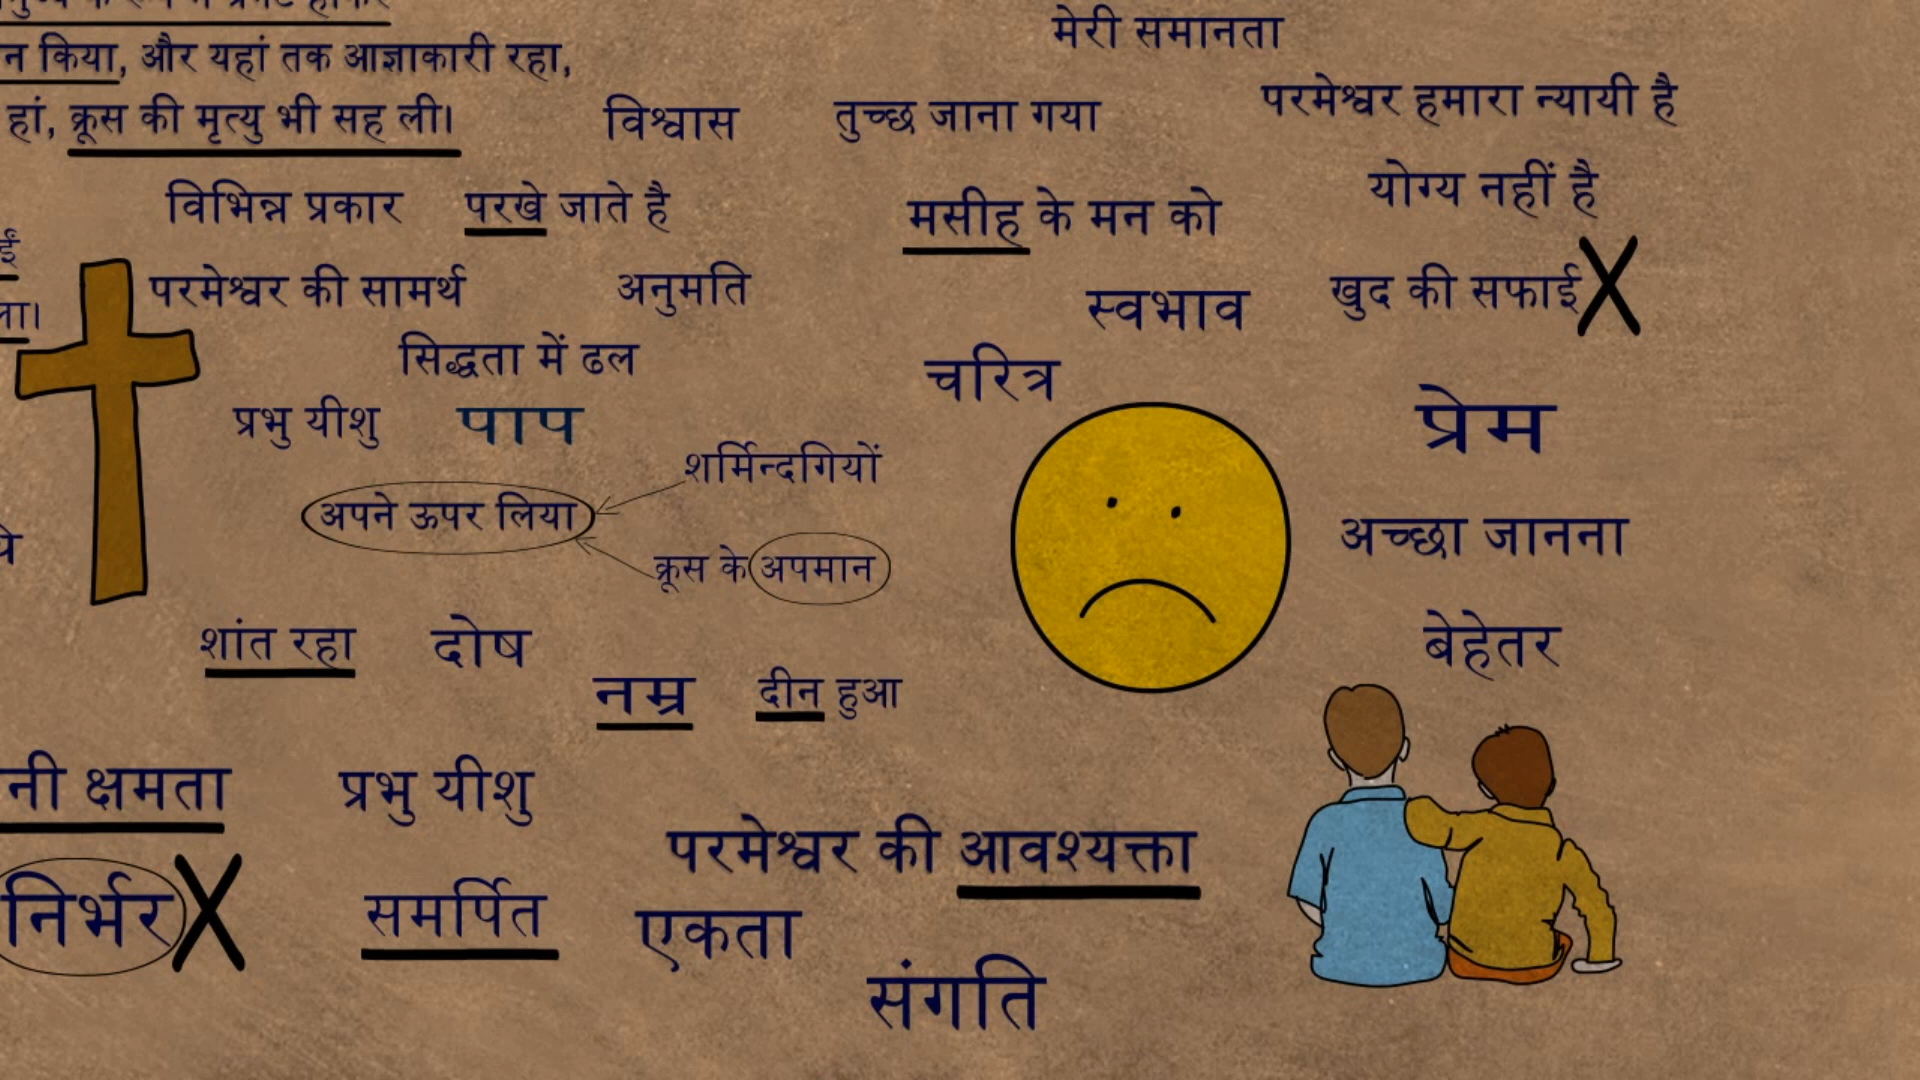 न किया, और यहां तक आज्ञाकारी रहा,
हां, क्रूस की मृत्यु भी सह ली।
विभिन्न प्रकार
परखे जाते है
परमेश्वर की सामर्थ
अनुमति
सिद्धता में ढल
प्रभु यीशु
पाप
शर्मिन्दगियों
अपने ऊपर लिया
क्रूस के अपमान
शांत रहा
दोष
नम्र
दीन हुआ
नी क्षमता
प्रभु यीशु
निर्भर
समर्पित
परमेश्वर की आवश्यक्ता
एकता
संगति
विश्वास
तुच्छ जाना गया
मेरी समानता
परमेश्वर हमारा न्यायी है
योग्य नहीं है
मसीह के मन को
स्वभाव
खुद की सफाई
चरित्र
प्रेम
अच्छा जानना
बेहेतर